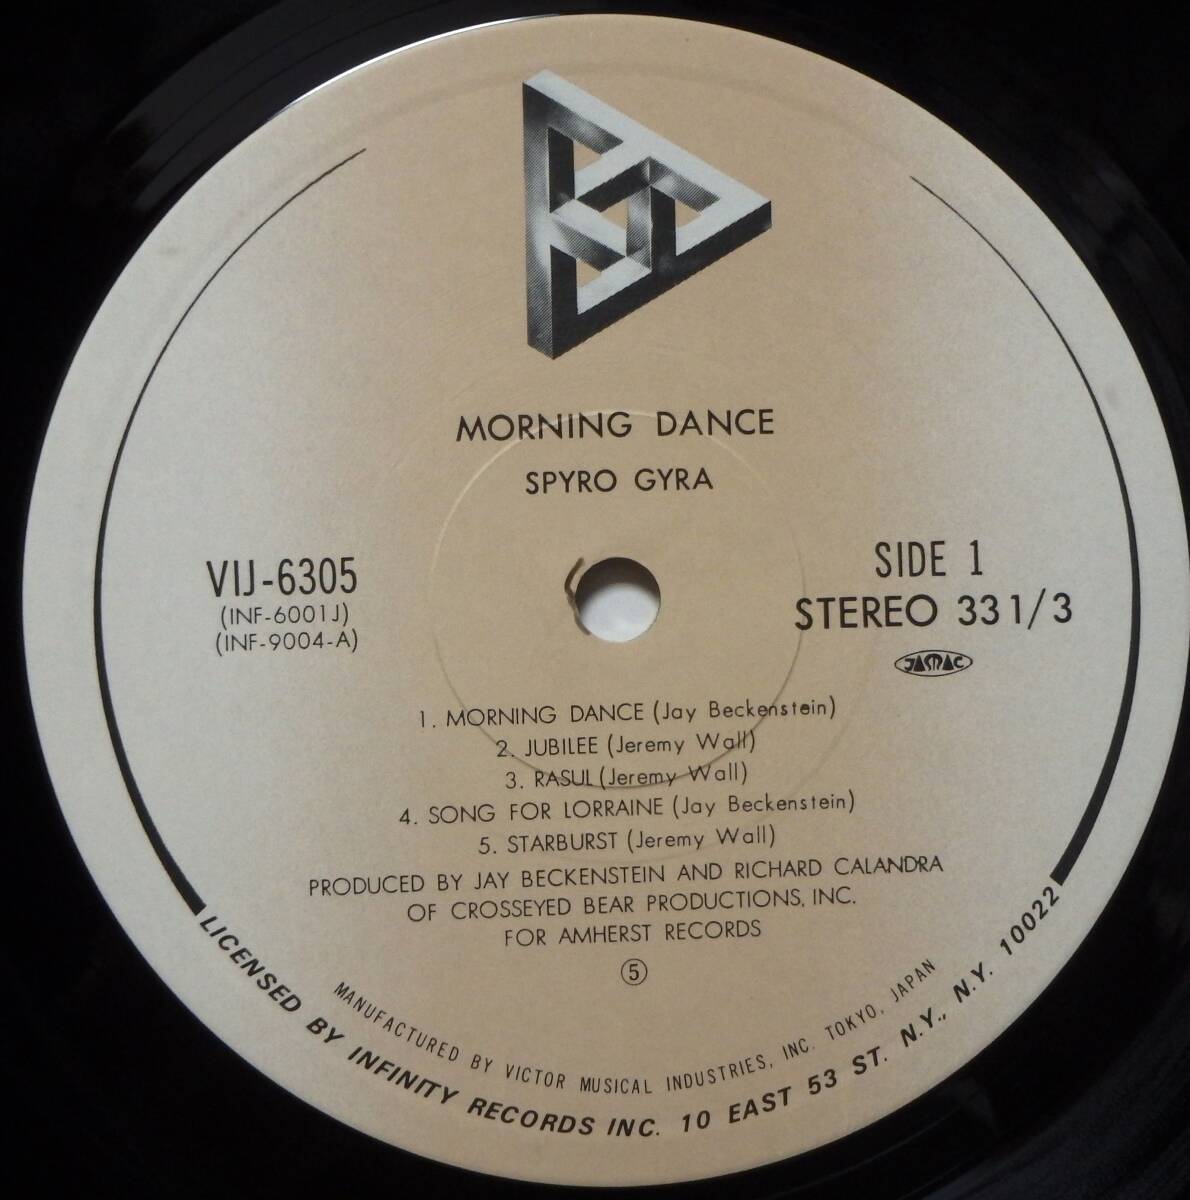 MORNING DANCE
SPYRO GYRA
VIJ-6305
(INF-6001J)
(INF-9004-A)
SIDE 1
STEREO 33 1/3
JASRAC
1. MORNING DANCE (Jay Beckenstein)
2. JUBILEE (Jeremy Wall)
3. RASUL (Jeremy Wall)
4. SONG FOR LORRAINE (Jay Beckenstein)
5. STARBURST (Jeremy Wall)
PRODUCED BY JAY BECKENSTEIN AND RICHARD CALANDRA
OF CROSSEYED BEAR PRODUCTIONS, INC.
FOR AMHERST RECORDS
⑤
MANUFACTURED BY VICTOR MUSICAL INDUSTRIES, INC. TOKYO, JAPAN
LICENSED BY INFINITY RECORDS INC. 10 EAST 53 ST. N.Y., N.Y. 10022